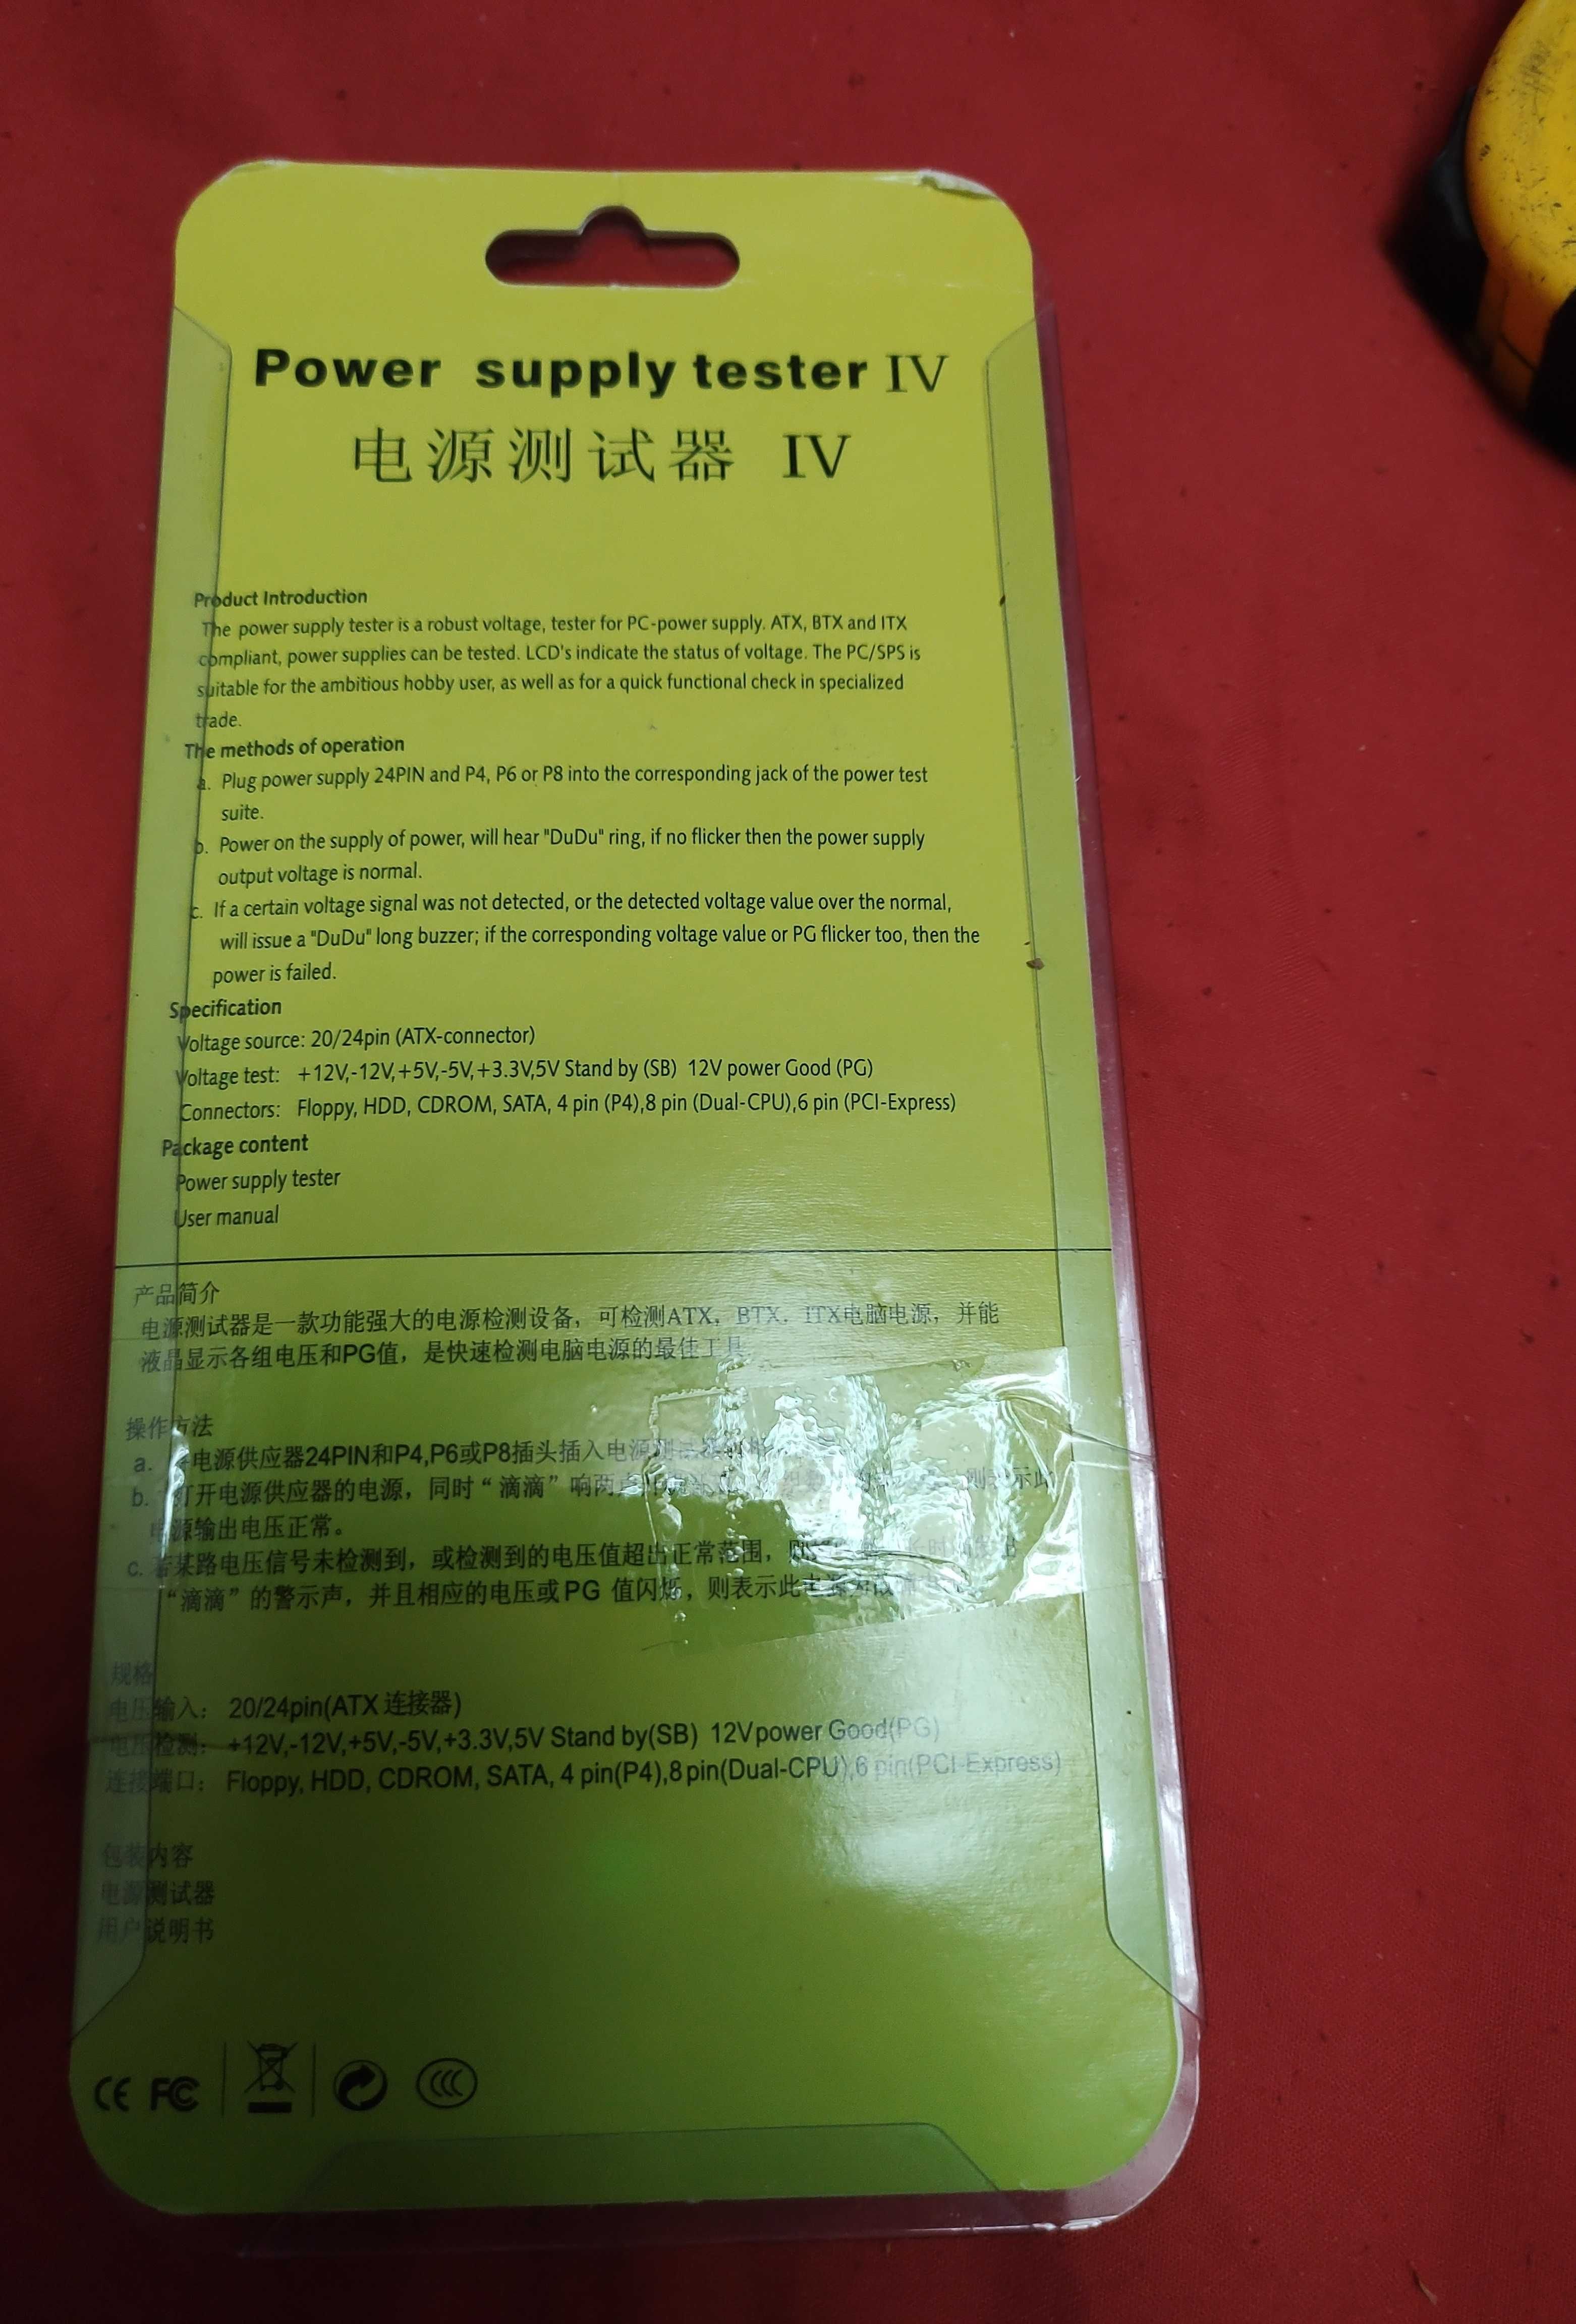 Power supply tester IV
电源测试器 IV
Product Introduction
The power supply tester is a robust voltage, tester for PC-power supply. ATX, BTX and ITX
compliant, power supplies can be tested. LCD's indicate the status of voltage. The PC/SPS is
suitable for the ambitious hobby user, as well as for a quick functional check in specialized
trade.
The methods of operation
a. Plug power supply 24PIN and P4, P6 or P8 into the corresponding jack of the power test
suite.
b. Power on the supply of power, will hear "DuDu" ring, if no flicker then the power supply
output voltage is normal.
c. If a certain voltage signal was not detected, or the detected voltage value over the normal,
will issue a "DuDu" long buzzer; if the corresponding voltage value or PG flicker too, then the
power is failed.
Specification
Voltage source: 20/24pin (ATX-connector)
Voltage test: +12V,-12V,+5V,-5V,+3.3V,5V Stand by (SB) 12V power Good (PG)
Connectors: Floppy, HDD, CDROM, SATA, 4 pin (P4),8 pin (Dual-CPU),6 pin (PCI-Express)
Package content
Power supply tester
User manual
产品简介
电源测试器是一款功能强大的电源检测设备，可检测ATX，BTX，ITX电脑电源，并能
液晶显示各组电压和PG值，是快速检测电脑电源的最佳工具
操作方法
a. 电源供应器24PIN和P4,P6或P8插头插入电源测试器
b. 打开电源供应器的电源，同时“滴滴”响两声 则表示此
电源输出电压正常。
c. 若某路电压信号未检测到，或检测到的电压值超出正常范围，则 长时
“滴滴”的警示声，并且相应的电压或PG 值闪烁，则表示此电源
规格
电压输入： 20/24pin(ATX 连接器)
电压检测： +12V,-12V,+5V,-5V,+3.3V,5V Stand by(SB) 12Vpower Good(PG)
连接端口： Floppy, HDD, CDROM, SATA, 4 pin(P4),8pin(Dual-CPU),6 pin(PCI-Express)
包装内容
电源测试器
用户说明书
CE FC CCC